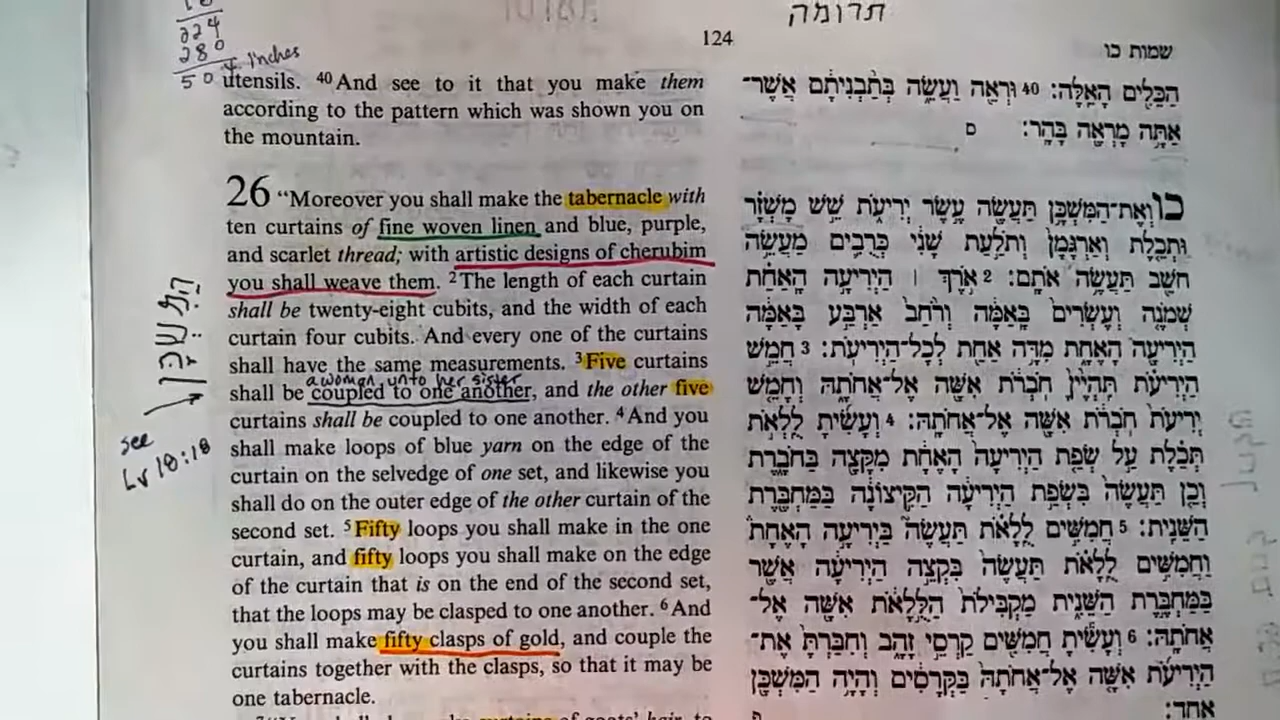 224
280
504 inches
124
תרומה
שמות כו
utensils. 40 And see to it that you make them
according to the pattern which was shown you on
the mountain.
26 “Moreover you shall make the tabernacle with
ten curtains of fine woven linen and blue, purple,
and scarlet thread; with artistic designs of cherubim
you shall weave them. 2 The length of each curtain
shall be twenty-eight cubits, and the width of each
curtain four cubits. And every one of the curtains
shall have the same measurements. 3 Five curtains
a woman, unto her sister
shall be coupled to one another, and the other five
curtains shall be coupled to one another. 4 And you
shall make loops of blue yarn on the edge of the
curtain on the selvedge of one set, and likewise you
shall do on the outer edge of the other curtain of the
second set. 5 Fifty loops you shall make in the one
curtain, and fifty loops you shall make on the edge
of the curtain that is on the end of the second set,
that the loops may be clasped to one another. 6 And
you shall make fifty clasps of gold, and couple the
curtains together with the clasps, so that it may be
one tabernacle.
המשכן
see
Lv 18:18
הַכֵּלִים הָאֵלֶּה׃ 40 וּרְאֵה וַעֲשֵׂה בְּתַבְנִיתָם אֲשֶׁר־
אַתָּה מָרְאֶה בָּהָר׃ ס
כו וְאֶת־הַמִּשְׁכָּן תַּעֲשֶׂה עֶשֶׂר יְרִיעֹת שֵׁשׁ מָשְׁזָר
וּתְכֵלֶת וְאַרְגָּמָן וְתֹלַעַת שָׁנִי כְּרֻבִים מַעֲשֵׂה
חֹשֵׁב תַּעֲשֶׂה אֹתָם׃ 2 אֹרֶךְ ׀ הַיְרִיעָה הָאַחַת
שְׁמֹנֶה וְעֶשְׂרִים בָּאַמָּה וְרֹחַב אַרְבַּע בָּאַמָּה
הַיְרִיעָה הָאֶחָת מִדָּה אַחַת לְכָל־הַיְרִיעֹת׃ 3 חֲמֵשׁ
הַיְרִיעֹת תִּהְיֶיןָ חֹבְרֹת אִשָּׁה אֶל־אֲחֹתָהּ וְחָמֵשׁ
יְרִיעֹת חֹבְרֹת אִשָּׁה אֶל־אֲחֹתָהּ׃ 4 וְעָשִׂיתָ לֻלְאֹת
תְּכֵלֶת עַל שְׂפַת הַיְרִיעָה הָאֶחָת מִקָּצָה בַּחֹבָרֶת
וְכֵן תַּעֲשֶׂה בִּשְׂפַת הַיְרִיעָה הַקִּיצוֹנָה בַּמַּחְבֶּרֶת
הַשֵּׁנִית׃ 5 חֲמִשִּׁים לֻלָאֹת תַּעֲשֶׂה בַּיְרִיעָה הָאֶחָת
וַחֲמִשִּׁים לֻלָאֹת תַּעֲשֶׂה בִּקְצֵה הַיְרִיעָה אֲשֶׁר
בַּמַּחְבֶּרֶת הַשֵּׁנִית מַקְבִּילֹת הַלֻּלָאֹת אִשָּׁה אֶל־
אֲחֹתָהּ׃ 6 וְעָשִׂיתָ חֲמִשִּׁים קַרְסֵי זָהָב וְחִבַּרְתָּ אֶת־
הַיְרִיעֹת אִשָּׁה אֶל־אֲחֹתָהּ בַּקְּרָסִים וְהָיָה הַמִּשְׁכָּן
אֶחָד׃ פ